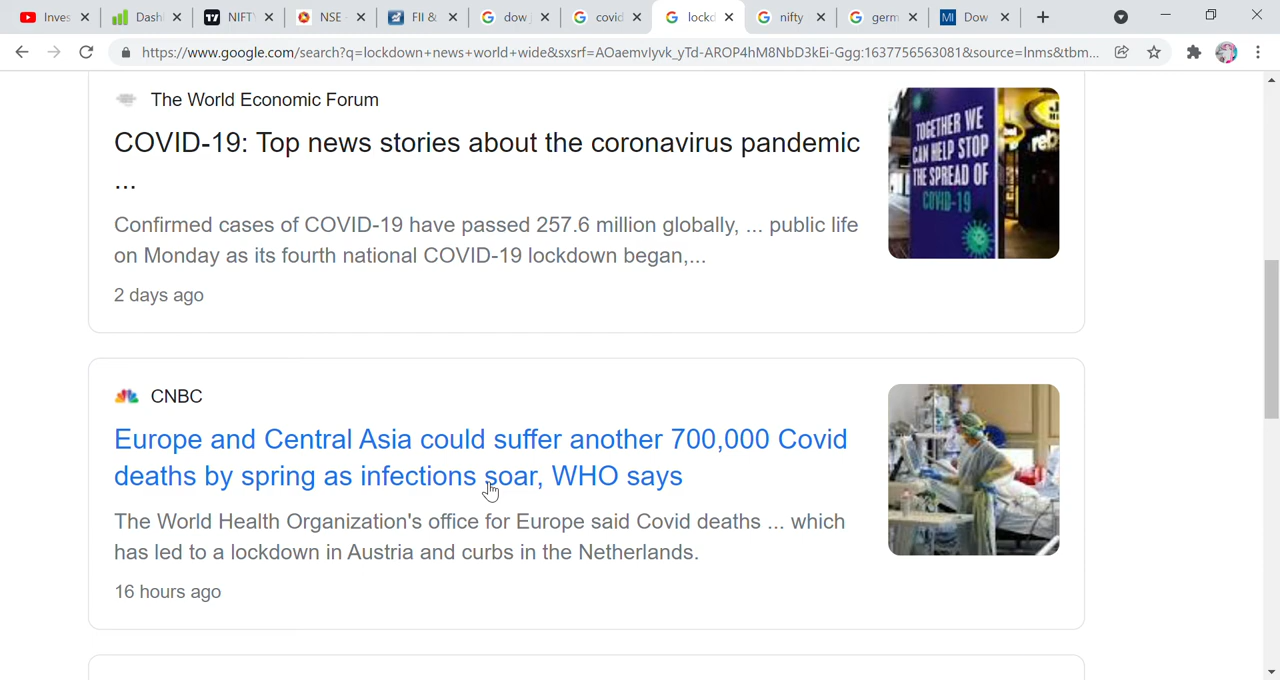 Inves
Dash
NIFT
NSE
FII &
dow
covid
lockd
nifty
germ
Dow
https://www.google.com/search?q=lockdown+news+world+wide&sxsrf=AOaemvIyvk_yTd-AROP4hM8NbD3kEi-Ggg:1637756563081&source=lnms&tbm...
The World Economic Forum
COVID-19: Top news stories about the coronavirus pandemic
...
Confirmed cases of COVID-19 have passed 257.6 million globally, ... public life
on Monday as its fourth national COVID-19 lockdown began,...
2 days ago
TOGETHER WE
CAN HELP STOP
THE SPREAD OF
COVID-19
reb
CNBC
Europe and Central Asia could suffer another 700,000 Covid
deaths by spring as infections soar, WHO says
The World Health Organization's office for Europe said Covid deaths ... which
has led to a lockdown in Austria and curbs in the Netherlands.
16 hours ago